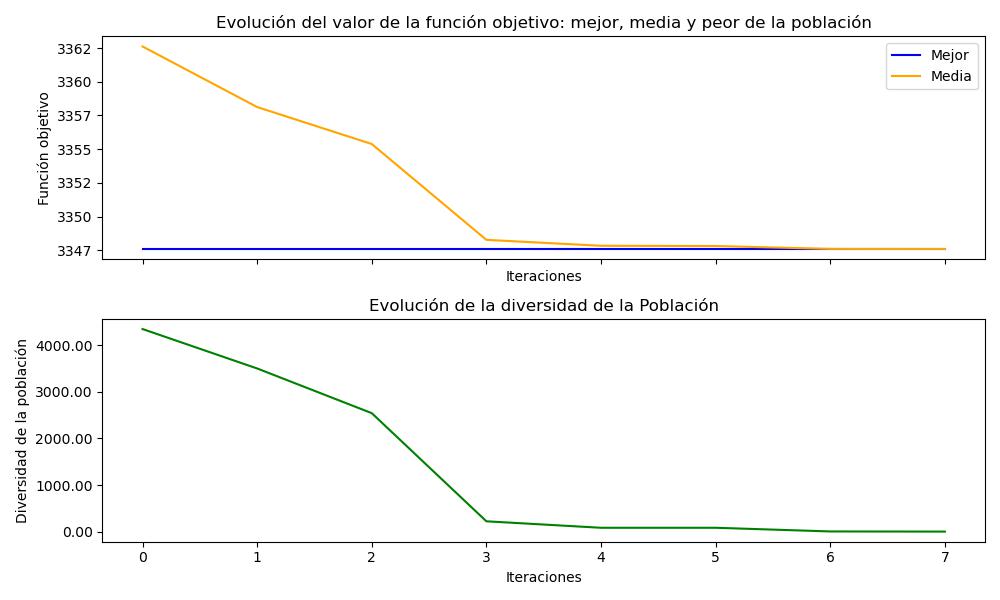 Evolución del valor de la función objetivo: mejor, media y peor de la población
Mejor
Media
Función objetivo
3362
3360
3357
3355
3352
3350
3347
Iteraciones
Evolución de la diversidad de la Población
Diversidad de la población
4000.00
3000.00
2000.00
1000.00
0.00
0 1 2 3 4 5 6 7
Iteraciones